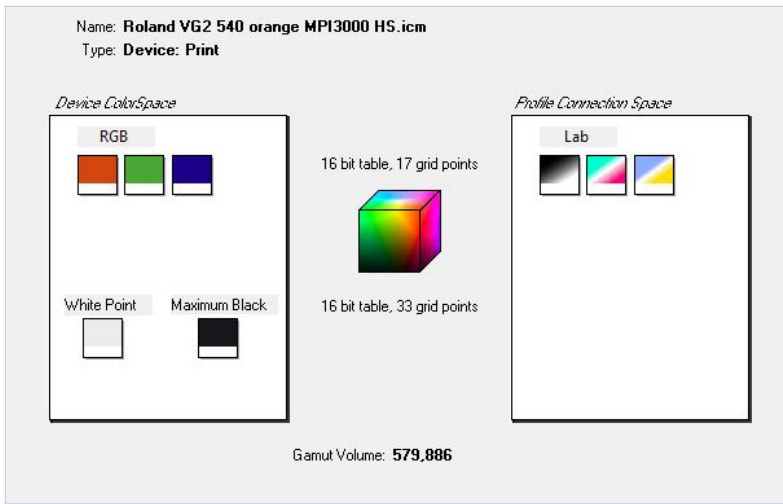 Name: Roland VG2 540 orange MPI3000 HS.icm
Type: Device: Print
Device ColorSpace
Profile Connection Space
RGB
Lab
16 bit table, 17 grid points
White Point
Maximum Black
16 bit table, 33 grid points
Gamut Volume: 579,886